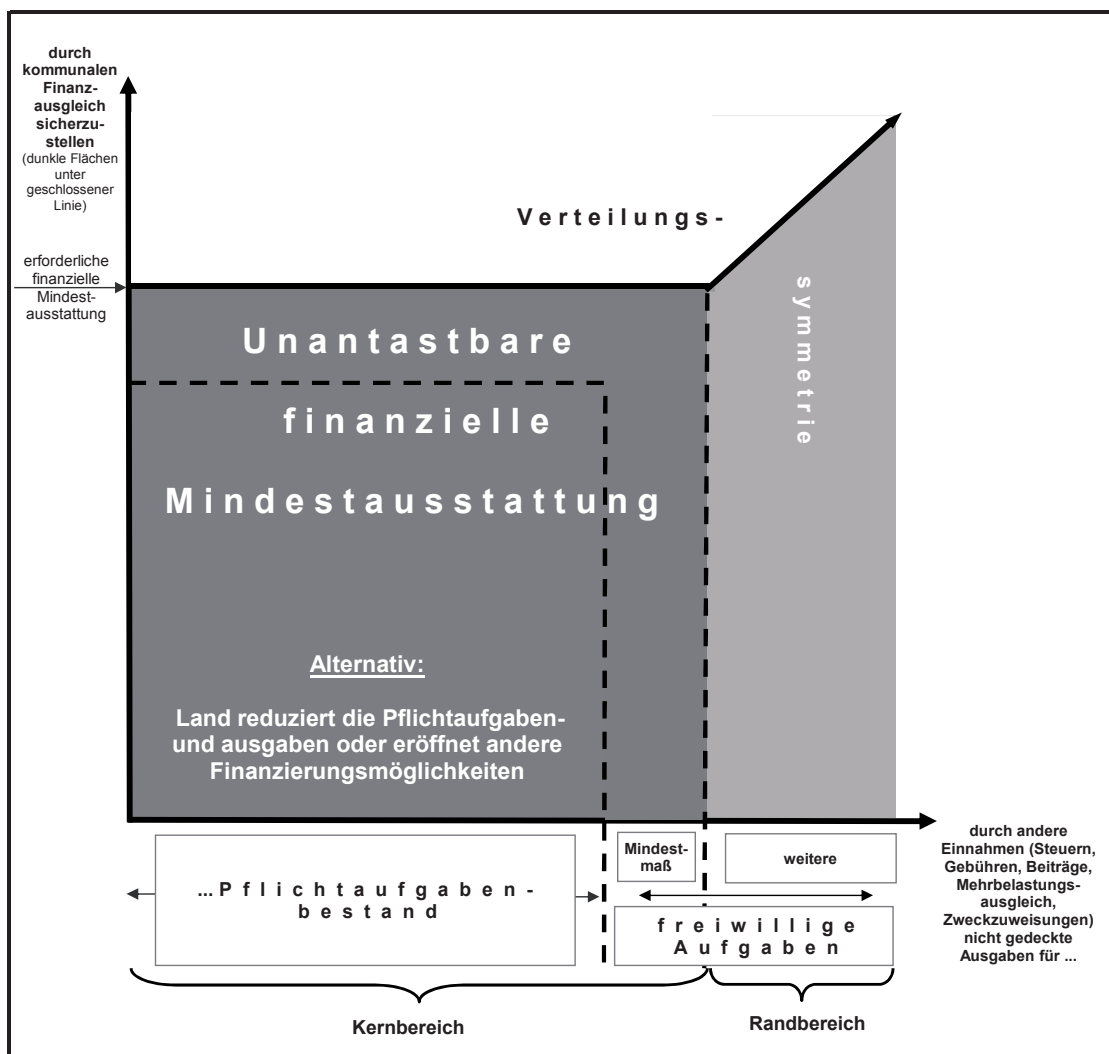 durch
kommunalen
Finanz-
ausgleich
sicherzu-
stellen
(dunkle Flächen
unter
geschlossener
Linie)
erforderliche
finanzielle
Mindest-
ausstattung
Verteilungs-
symmetrie
Unantastbare
finanzielle
Mindestausstattung
Alternativ:
Land reduziert die Pflichtaufgaben-
und ausgaben oder eröffnet andere
Finanzierungsmöglichkeiten
...Pflichtaufgaben-
bestand
Mindest-
maß
weitere
freiwillige
Aufgaben
durch andere
Einnahmen (Steuern,
Gebühren, Beiträge,
Mehrbelastungs-
ausgleich,
Zweckzuweisungen)
nicht gedeckte
Ausgaben für ...
Kernbereich
Randbereich